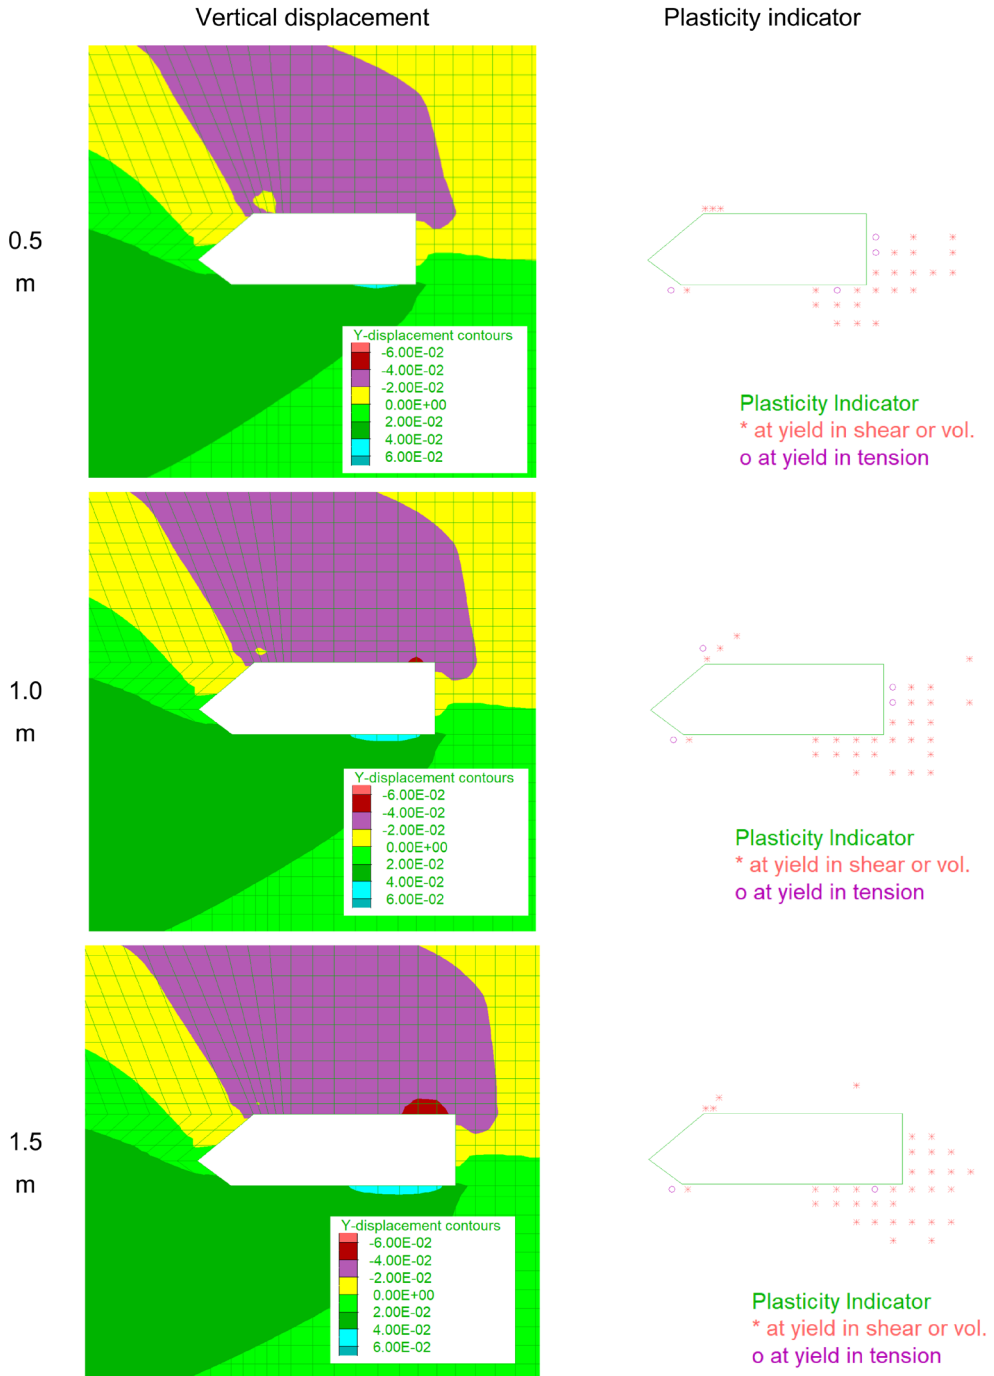 Vertical displacement
Plasticity indicator
0.5
m
Y-displacement contours
-6.00E-02
-4.00E-02
-2.00E-02
0.00E+00
2.00E-02
4.00E-02
6.00E-02
Plasticity Indicator
* at yield in shear or vol.
o at yield in tension
1.0
m
Y-displacement contours
-6.00E-02
-4.00E-02
-2.00E-02
0.00E+00
2.00E-02
4.00E-02
6.00E-02
Plasticity Indicator
* at yield in shear or vol.
o at yield in tension
1.5
m
Y-displacement contours
-6.00E-02
-4.00E-02
-2.00E-02
0.00E+00
2.00E-02
4.00E-02
6.00E-02
Plasticity Indicator
* at yield in shear or vol.
o at yield in tension